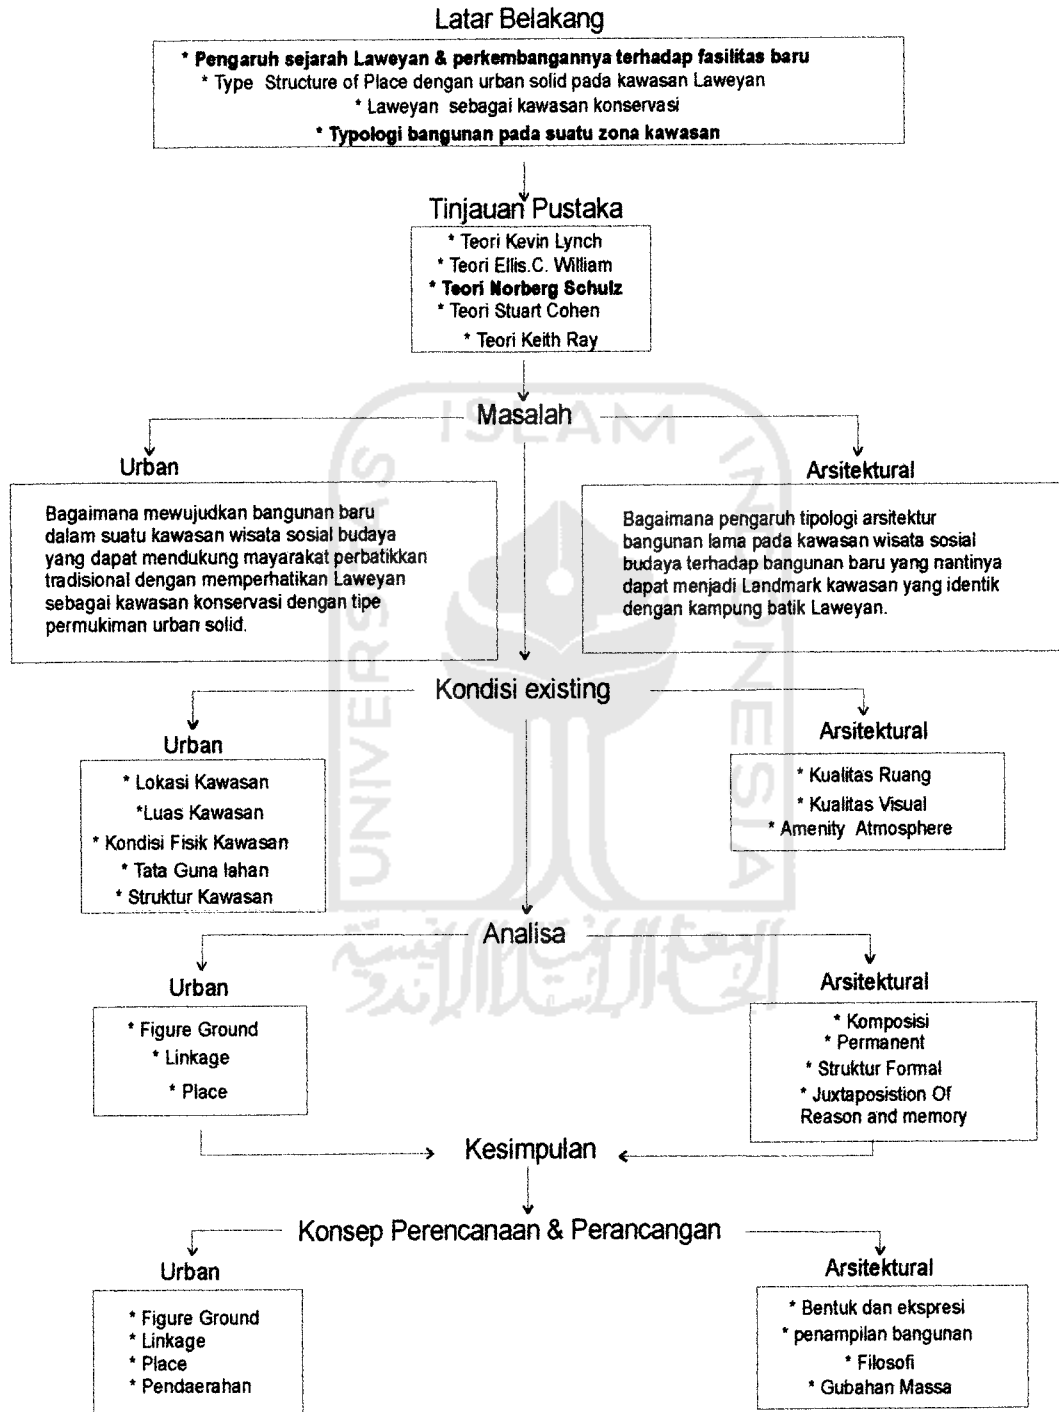 Latar Belakang
* Pengaruh sejarah Laweyan & perkembangannya terhadap fasilitas baru
* Type Structure of Place dengan urban solid pada kawasan Laweyan
* Laweyan sebagai kawasan konservasi
* Typologi bangunan pada suatu zona kawasan
Tinjauan Pustaka
* Teori Kevin Lynch
* Teori Ellis.C. William
* Teori Norberg Schulz
* Teori Stuart Cohen
* Teori Keith Ray
Masalah
Urban
Bagaimana mewujudkan bangunan baru
dalam suatu kawasan wisata sosial budaya
yang dapat mendukung mayarakat perbatikkan
tradisional dengan memperhatikan Laweyan
sebagai kawasan konservasi dengan tipe
permukiman urban solid.
Arsitektural
Bagaimana pengaruh tipologi arsitektur
bangunan lama pada kawasan wisata sosial
budaya terhadap bangunan baru yang nantinya
dapat menjadi Landmark kawasan yang identik
dengan kampung batik Laweyan.
Kondisi existing
Urban
* Lokasi Kawasan
*Luas Kawasan
* Kondisi Fisik Kawasan
* Tata Guna lahan
* Struktur Kawasan
Arsitektural
* Kualitas Ruang
* Kualitas Visual
* Amenity Atmosphere
Analisa
Urban
* Figure Ground
* Linkage
* Place
Arsitektural
* Komposisi
* Permanent
* Struktur Formal
* Juxtaposistion Of
Reason and memory
Kesimpulan
Konsep Perencanaan & Perancangan
Urban
* Figure Ground
* Linkage
* Place
* Pendaerahan
Arsitektural
* Bentuk dan ekspresi
* penampilan bangunan
* Filosofi
* Gubahan Massa
UNIVERSITAS
ISLAM
INDONESIA